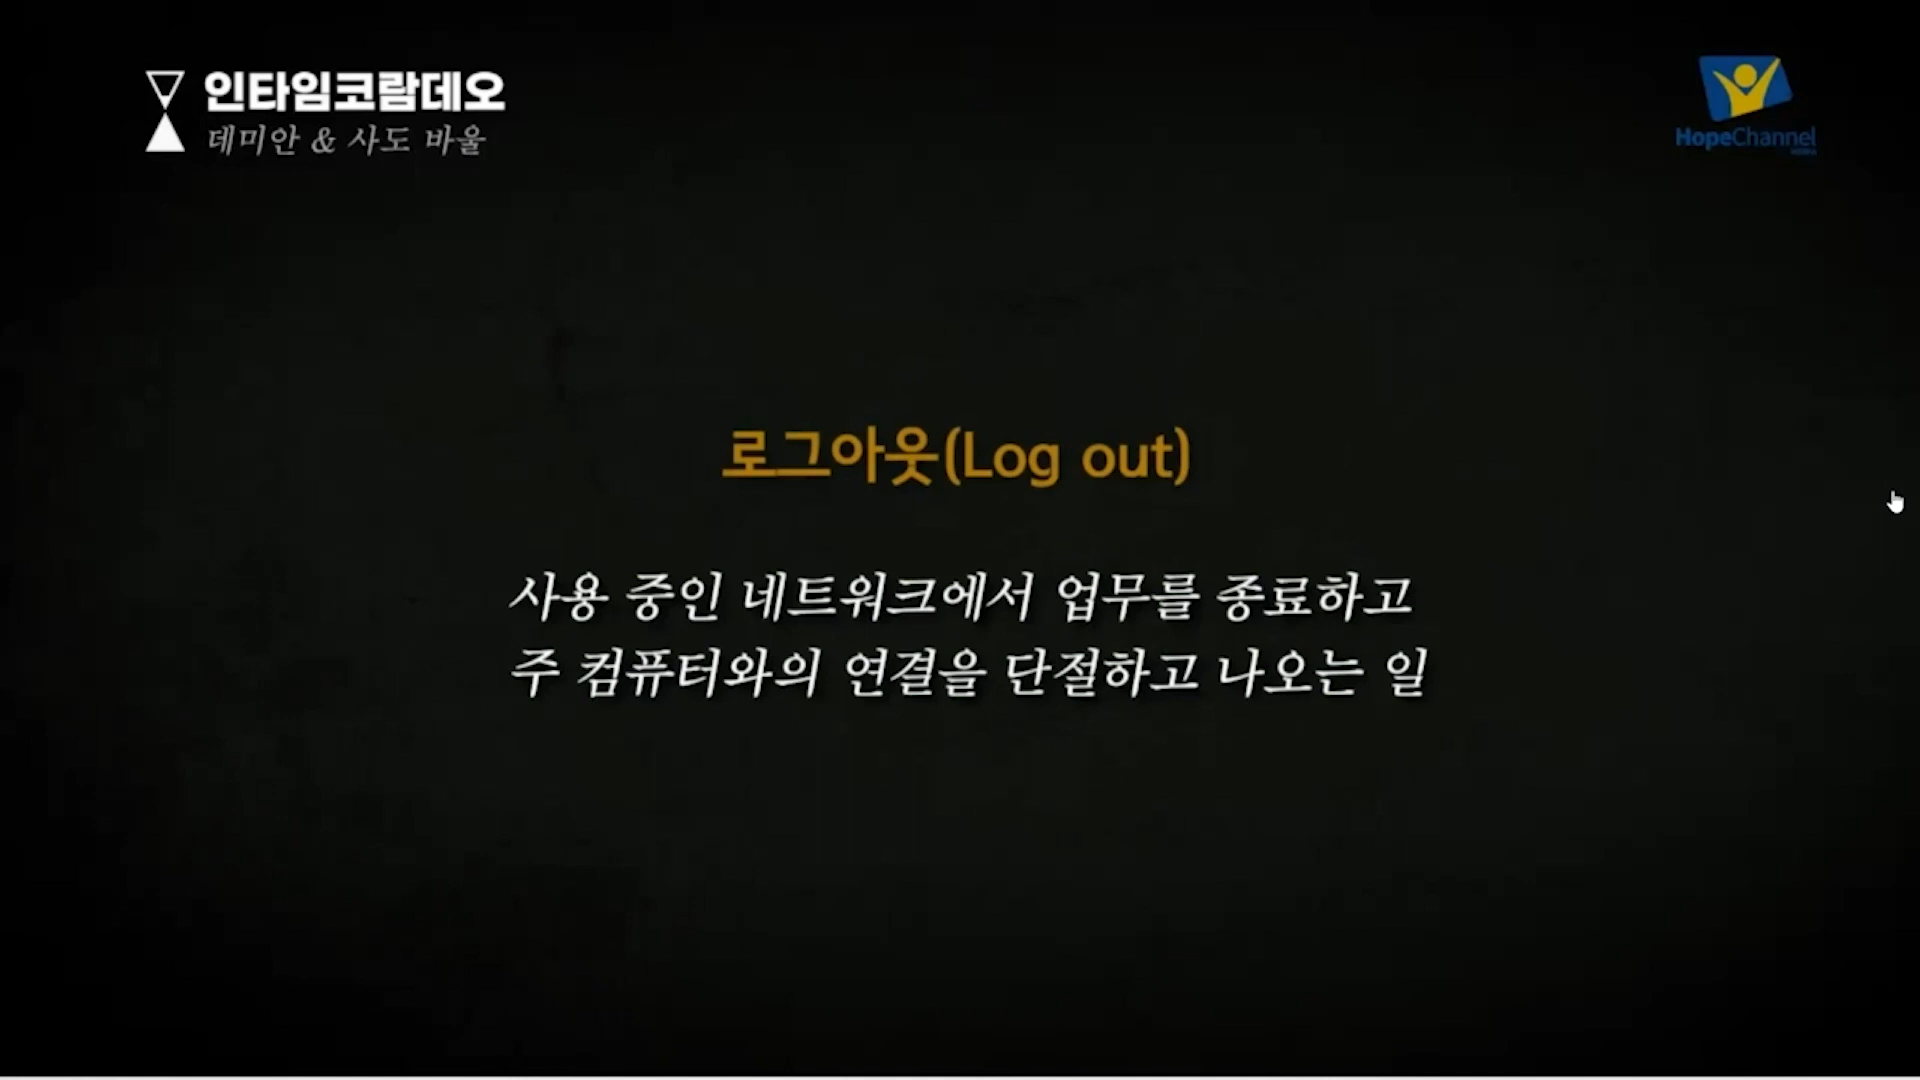 인타임코람데오
데미안 & 사도 바울
HopeChannel
로그아웃(Log out)
사용 중인 네트워크에서 업무를 종료하고
주 컴퓨터와의 연결을 단절하고 나오는 일